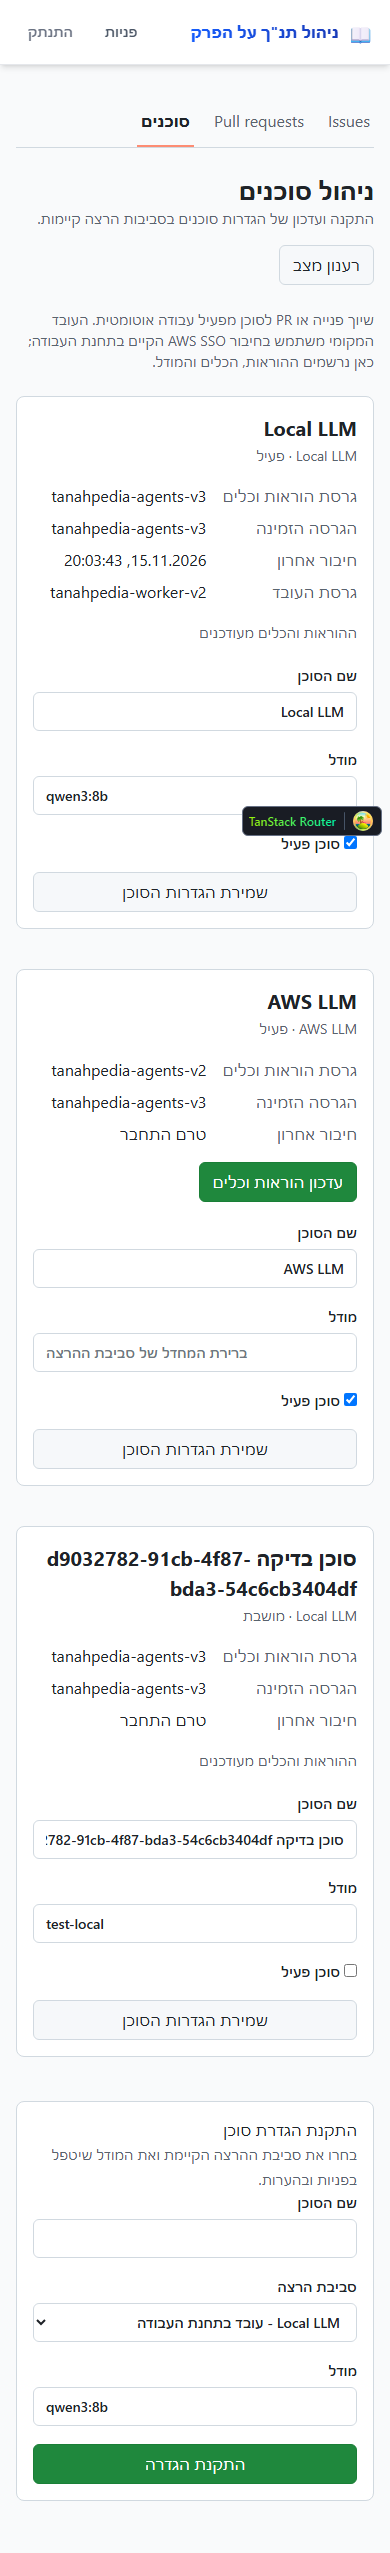 ניהול תנ"ך על הפרק
פניות
התנתק
Issues
Pull requests
סוכנים
ניהול סוכנים
התקנה ועדכון של הגדרות סוכנים בסביבות הרצה קיימות.
רענון מצב
שיוך פנייה או PR לסוכן מפעיל עבודה אוטומטית. העובד
המקומי משתמש בחיבור AWS SSO הקיים בתחנת העבודה;
כאן נרשמים ההוראות, הכלים והמודל.
Local LLM
Local LLM · פעיל
גרסת הוראות וכלים tanahpedia-agents-v3
הגרסה הזמינה tanahpedia-agents-v3
חיבור אחרון 15.11.2026, 20:03:43
גרסת העובד tanahpedia-worker-v2
ההוראות והכלים מעודכנים
שם הסוכן
Local LLM
מודל
qwen3:8b
TanStack Router
סוכן פעיל
שמירת הגדרות הסוכן
AWS LLM
AWS LLM · פעיל
גרסת הוראות וכלים tanahpedia-agents-v2
הגרסה הזמינה tanahpedia-agents-v3
חיבור אחרון טרם התחבר
עדכון הוראות וכלים
שם הסוכן
AWS LLM
מודל
ברירת המחדל של סביבת ההרצה
סוכן פעיל
שמירת הגדרות הסוכן
סוכן בדיקה d9032782-91cb-4f87-
bda3-54c6cb3404df
Local LLM · מושבת
גרסת הוראות וכלים tanahpedia-agents-v3
הגרסה הזמינה tanahpedia-agents-v3
חיבור אחרון טרם התחבר
ההוראות והכלים מעודכנים
שם הסוכן
סוכן בדיקה 2782-91cb-4f87-bda3-54c6cb3404df
מודל
test-local
סוכן פעיל
שמירת הגדרות הסוכן
התקנת הגדרת סוכן
בחרו את סביבת ההרצה הקיימת ואת המודל שיטפל
בפניות ובהערות.
שם הסוכן
סביבת הרצה
Local LLM - עובד בתחנת העבודה
מודל
qwen3:8b
התקנת הגדרה